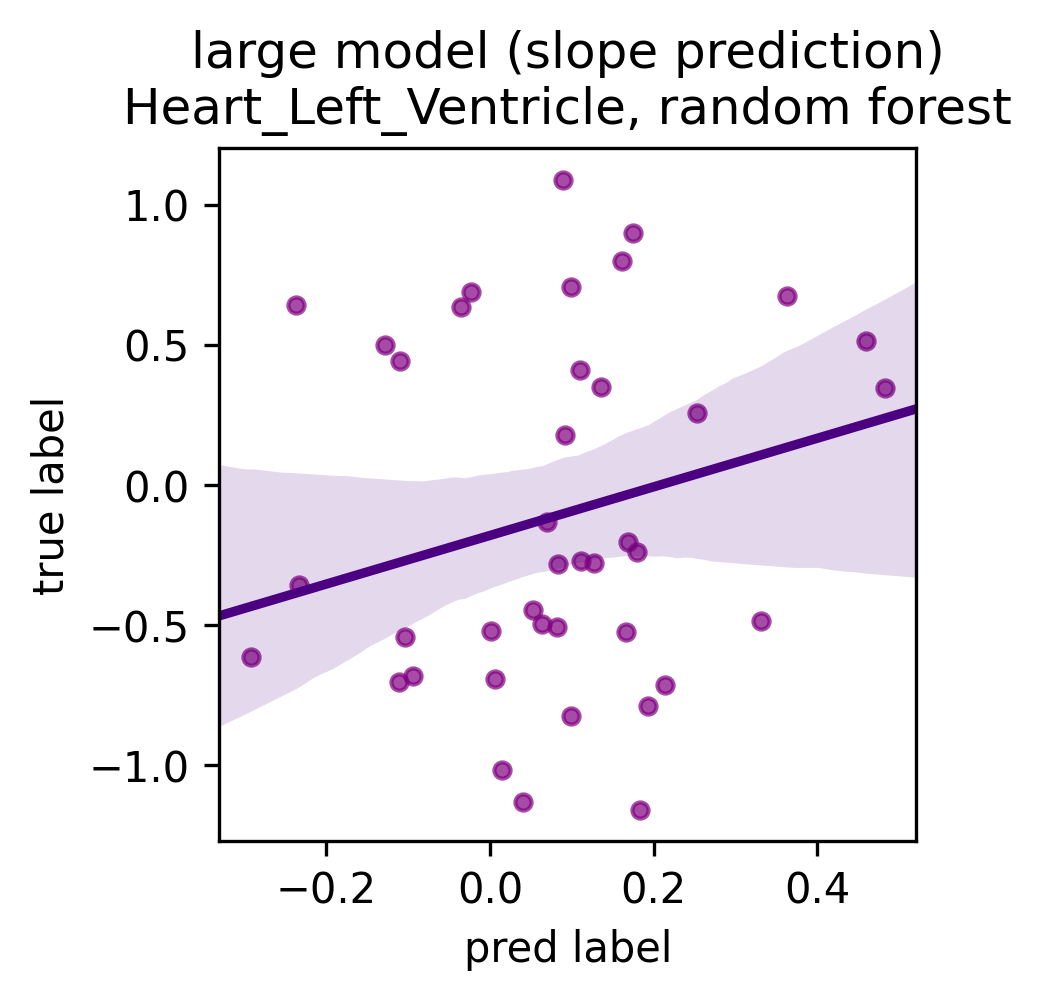 large model (slope prediction)
Heart_Left_Ventricle, random forest
1.0
0.5
0.0
−0.5
−1.0
true label
−0.2
0.0
0.2
0.4
pred label